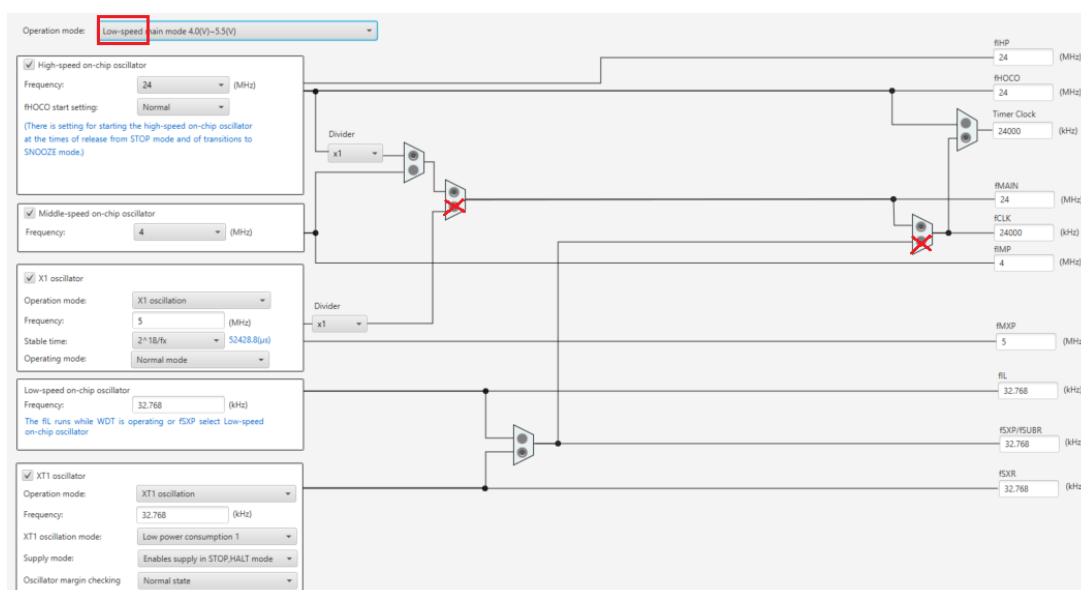 Operation mode: Low-speed main mode 4.0(V)~5.5(V)
High-speed on-chip oscillator
Frequency: 24 (MHz)
fHOCO start setting: Normal
(There is setting for starting the high-speed on-chip oscillator
at the times of release from STOP mode and of transitions to
SNOOZE mode.)
Divider
x1
Middle-speed on-chip oscillator
Frequency: 4 (MHz)
X1 oscillator
Operation mode: X1 oscillation
Frequency: 5 (MHz)
Stable time: 2^18/fx 52428.8(μs)
Operating mode: Normal mode
Divider
x1
Low-speed on-chip oscillator
Frequency: 32.768 (kHz)
The fIL runs while WDT is operating or fSXP select Low-speed
on-chip oscillator
XT1 oscillator
Operation mode: XT1 oscillation
Frequency: 32.768 (kHz)
XT1 oscillation mode: Low power consumption 1
Supply mode: Enables supply in STOP,HALT mode
Oscillator margin checking Normal state
fIHP
24 (MHz)
fHOCO
24 (MHz)
Timer Clock
24000 (kHz)
fMAIN
24 (MHz)
fCLK
24000 (kHz)
fIMP
4 (MHz)
fMXP
5 (MHz
fIL
32.768 (kHz
fSXP/fSUBR
32.768 (kHz
fSXR
32.768 (kHz